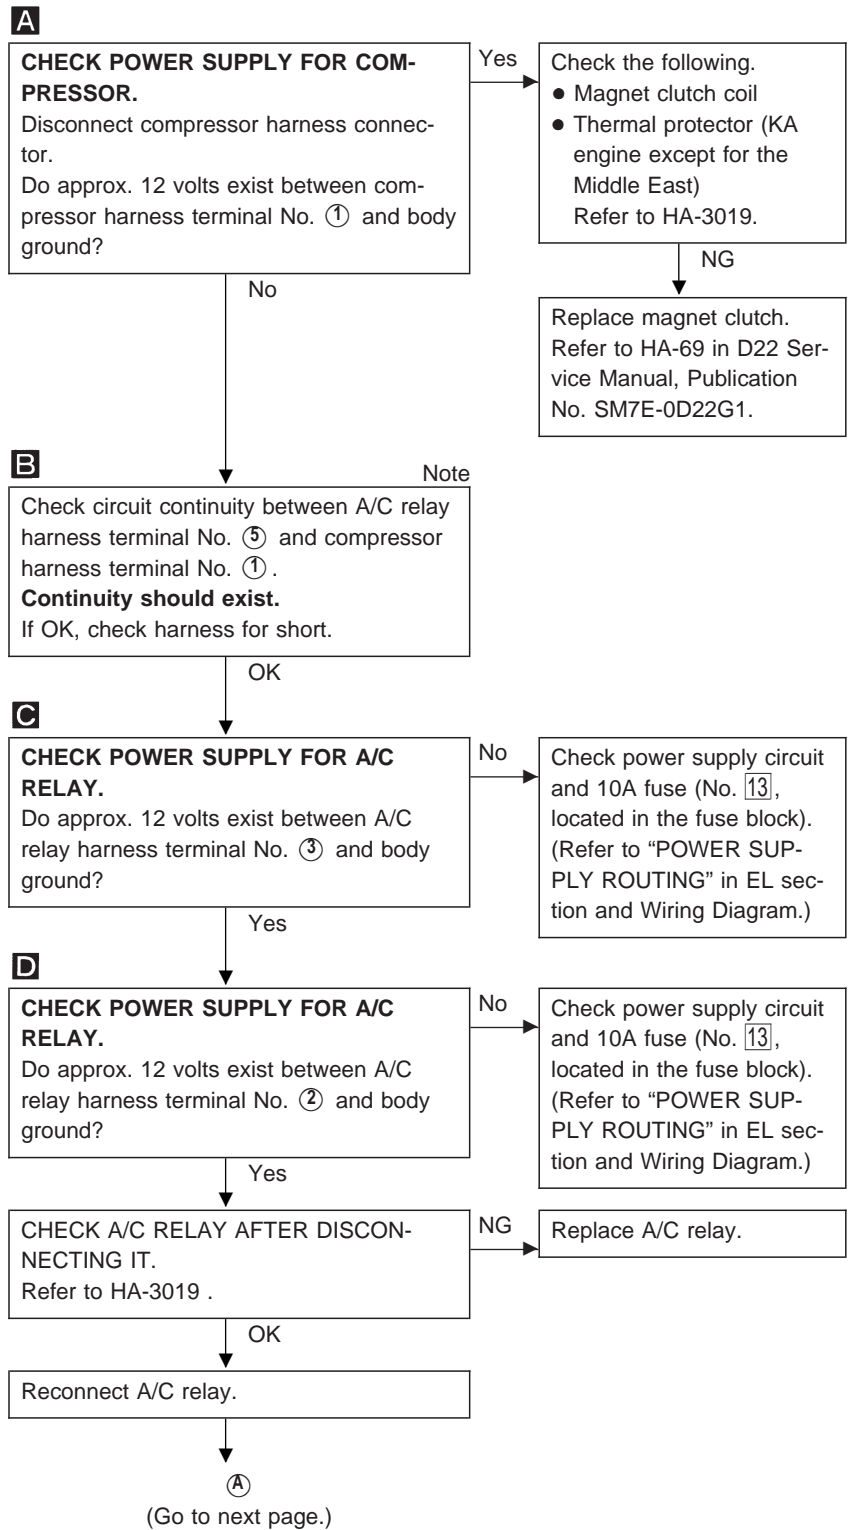 A
CHECK POWER SUPPLY FOR COM-
PRESSOR.
Disconnect compressor harness connec-
tor.
Do approx. 12 volts exist between com-
pressor harness terminal No. ① and body
ground?
Yes
Check the following.
● Magnet clutch coil
● Thermal protector (KA
engine except for the
Middle East)
Refer to HA-3019.
NG
Replace magnet clutch.
Refer to HA-69 in D22 Ser-
vice Manual, Publication
No. SM7E-0D22G1.
No
B
Note
Check circuit continuity between A/C relay
harness terminal No. ⑤ and compressor
harness terminal No. ① .
Continuity should exist.
If OK, check harness for short.
OK
C
CHECK POWER SUPPLY FOR A/C
RELAY.
Do approx. 12 volts exist between A/C
relay harness terminal No. ③ and body
ground?
No
Check power supply circuit
and 10A fuse (No. 13,
located in the fuse block).
(Refer to “POWER SUP-
PLY ROUTING” in EL sec-
tion and Wiring Diagram.)
Yes
D
CHECK POWER SUPPLY FOR A/C
RELAY.
Do approx. 12 volts exist between A/C
relay harness terminal No. ② and body
ground?
No
Check power supply circuit
and 10A fuse (No. 13,
located in the fuse block).
(Refer to “POWER SUP-
PLY ROUTING” in EL sec-
tion and Wiring Diagram.)
Yes
CHECK A/C RELAY AFTER DISCON-
NECTING IT.
Refer to HA-3019 .
NG
Replace A/C relay.
OK
Reconnect A/C relay.
Ⓐ
(Go to next page.)